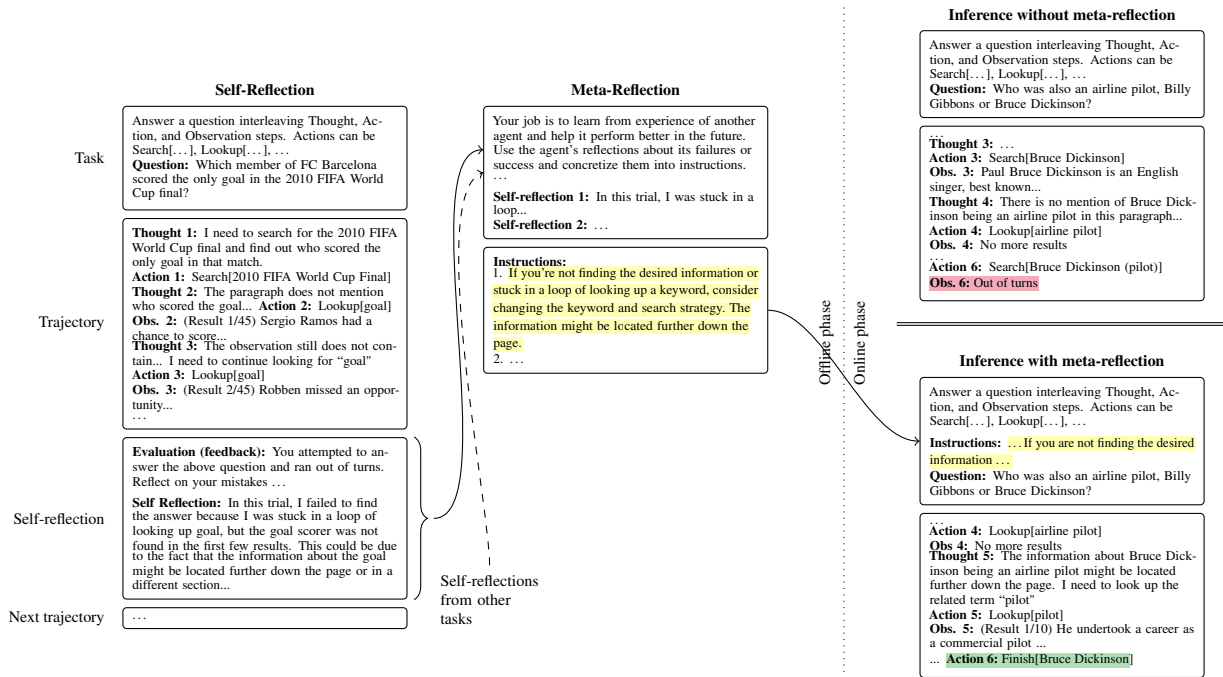 Self-Reflection
Task
Answer a question interleaving Thought, Ac-
tion, and Observation steps. Actions can be
Search[...], Lookup[...], ...
Question: Which member of FC Barcelona
scored the only goal in the 2010 FIFA World
Cup final?
Trajectory
Thought 1: I need to search for the 2010 FIFA
World Cup final and find out who scored the
only goal in that match.
Action 1: Search[2010 FIFA World Cup Final]
Thought 2: The paragraph does not mention
who scored the goal... Action 2: Lookup[goal]
Obs. 2: (Result 1/45) Sergio Ramos had a
chance to score...
Thought 3: The observation still does not con-
tain... I need to continue looking for “goal"
Action 3: Lookup[goal]
Obs. 3: (Result 2/45) Robben missed an oppor-
tunity...
...
Self-reflection
Evaluation (feedback): You attempted to an-
swer the above question and ran out of turns.
Reflect on your mistakes ...
Self Reflection: In this trial, I failed to find
the answer because I was stuck in a loop of
looking up goal, but the goal scorer was not
found in the first few results. This could be due
to the fact that the information about the goal
might be located further down the page or in a
different section...
Next trajectory
...
Meta-Reflection
Your job is to learn from experience of another
agent and help it perform better in the future.
Use the agent's reflections about its failures or
success and concretize them into instructions.
...
Self-reflection 1: In this trial, I was stuck in a
loop...
Self-reflection 2: ...
Instructions:
1. If you're not finding the desired information or
stuck in a loop of looking up a keyword, consider
changing the keyword and search strategy. The
information might be located further down the
page.
2. ...
Self-reflections
from other
tasks
Offline phase
Online phase
Inference without meta-reflection
Answer a question interleaving Thought, Ac-
tion, and Observation steps. Actions can be
Search[...], Lookup[...], ...
Question: Who was also an airline pilot, Billy
Gibbons or Bruce Dickinson?
...
Thought 3: ...
Action 3: Search[Bruce Dickinson]
Obs. 3: Paul Bruce Dickinson is an English
singer, best known...
Thought 4: There is no mention of Bruce Dick-
inson being an airline pilot in this paragraph...
Action 4: Lookup[airline pilot]
Obs. 4: No more results
...
Action 6: Search[Bruce Dickinson (pilot)]
Obs. 6: Out of turns
Inference with meta-reflection
Answer a question interleaving Thought, Ac-
tion, and Observation steps. Actions can be
Search[...], Lookup[...], ...
Instructions: ... If you are not finding the desired
information ...
Question: Who was also an airline pilot, Billy
Gibbons or Bruce Dickinson?
...
Action 4: Lookup[airline pilot]
Obs 4: No more results
Thought 5: The information about Bruce Dick-
inson being an airline pilot might be located
further down the page. I need to look up the
related term “pilot"
Action 5: Lookup[pilot]
Obs. 5: (Result 1/10) He undertook a career as
a commercial pilot ...
... Action 6: Finish[Bruce Dickinson]